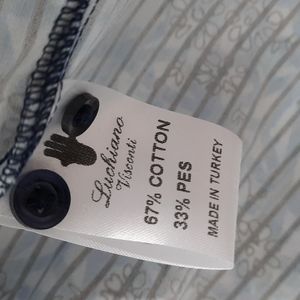 Luchiano
Visconti
67% COTTON
33% PES
MADE IN TURKEY